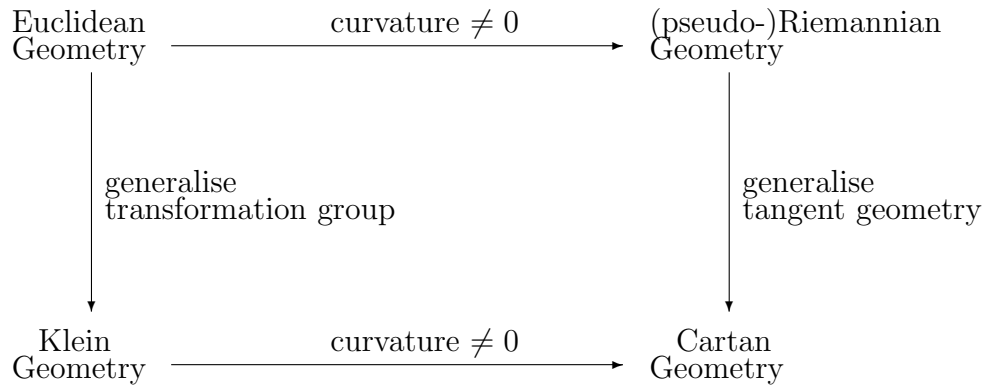 Euclidean
Geometry
curvature ≠ 0
(pseudo-)Riemannian
Geometry
generalise
transformation group
generalise
tangent geometry
Klein
Geometry
curvature ≠ 0
Cartan
Geometry